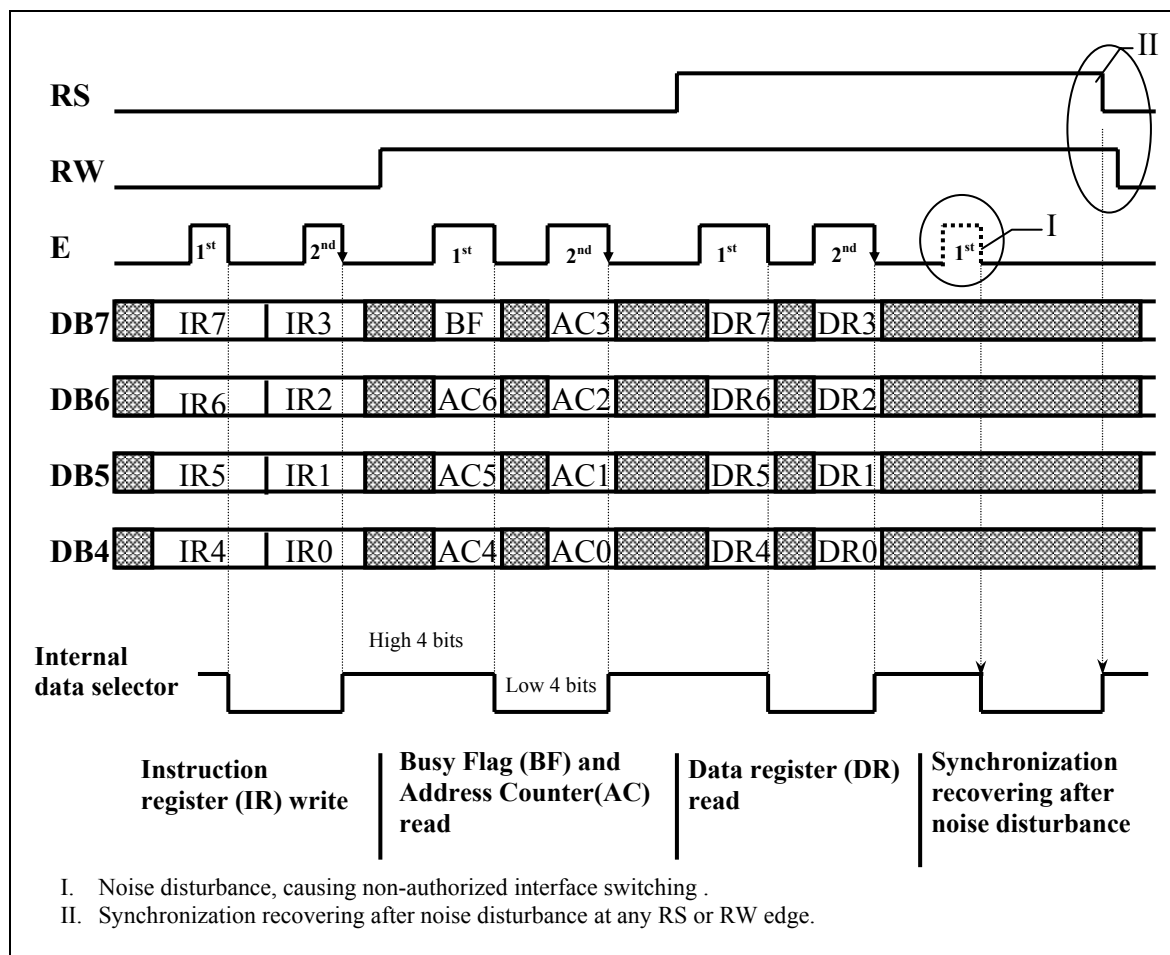 II
RS
RW
I
E
1st 2nd 1st 2nd 1st 2nd 1st
DB7 IR7 IR3 BF AC3 DR7 DR3
DB6 IR6 IR2 AC6 AC2 DR6 DR2
DB5 IR5 IR1 AC5 AC1 DR5 DR1
DB4 IR4 IR0 AC4 AC0 DR4 DR0
High 4 bits
Internal
data selector
Low 4 bits
Instruction
register (IR) write
Busy Flag (BF) and
Address Counter(AC)
read
Data register (DR)
read
Synchronization
recovering after
noise disturbance
I. Noise disturbance, causing non-authorized interface switching .
II. Synchronization recovering after noise disturbance at any RS or RW edge.